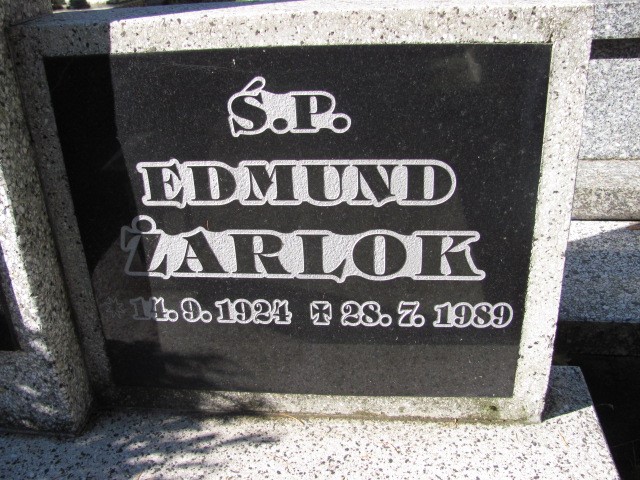 Ś.P.
EDMUND
ŻARLOK
* 14. 9. 1924 ✠ 28. 7. 1989